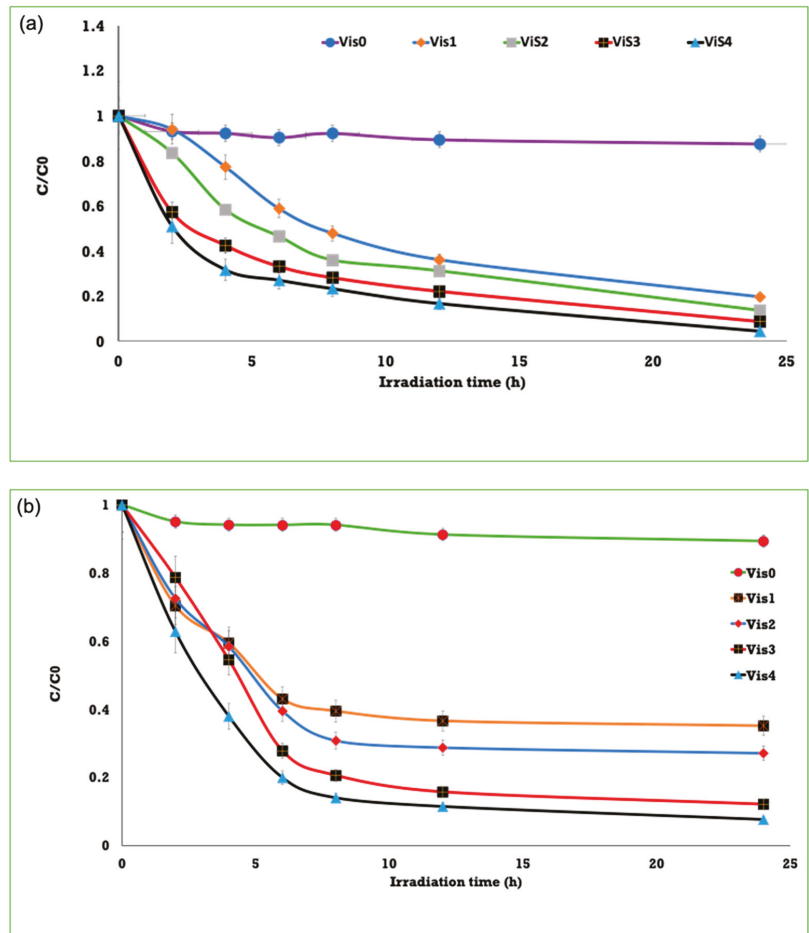 (a)
1.4
Vis0 Vis1 ViS2 ViS3 ViS4
1.2
1
0.8
0.6
0.4
0.2
0
C/C0
0 5 10 15 20 25
Irradiation time (h)
(b)
1
0.8
0.6
0.4
0.2
0
C/C0
Vis0
Vis1
Vis2
Vis3
Vis4
0 5 10 15 20 25
Irradiation time (h)